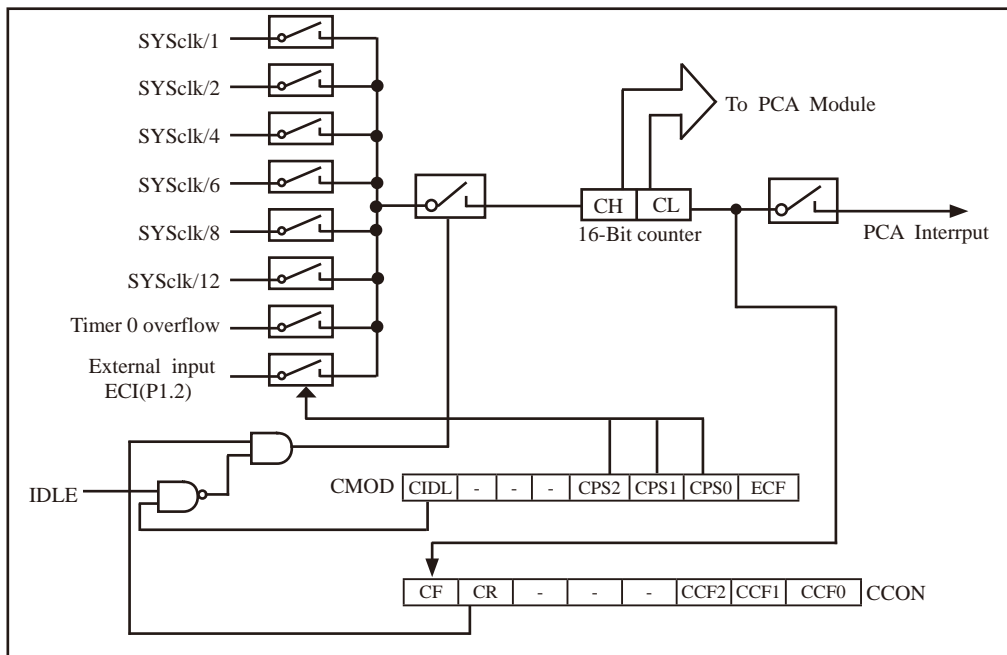 SYSclk/1
SYSclk/2
SYSclk/4
SYSclk/6
SYSclk/8
SYSclk/12
Timer 0 overflow
External input
ECI(P1.2)
To PCA Module
CH CL
16-Bit counter
PCA Interrput
IDLE
CMOD CIDL - - - CPS2 CPS1 CPS0 ECF
CF CR - - - CCF2 CCF1 CCF0 CCON